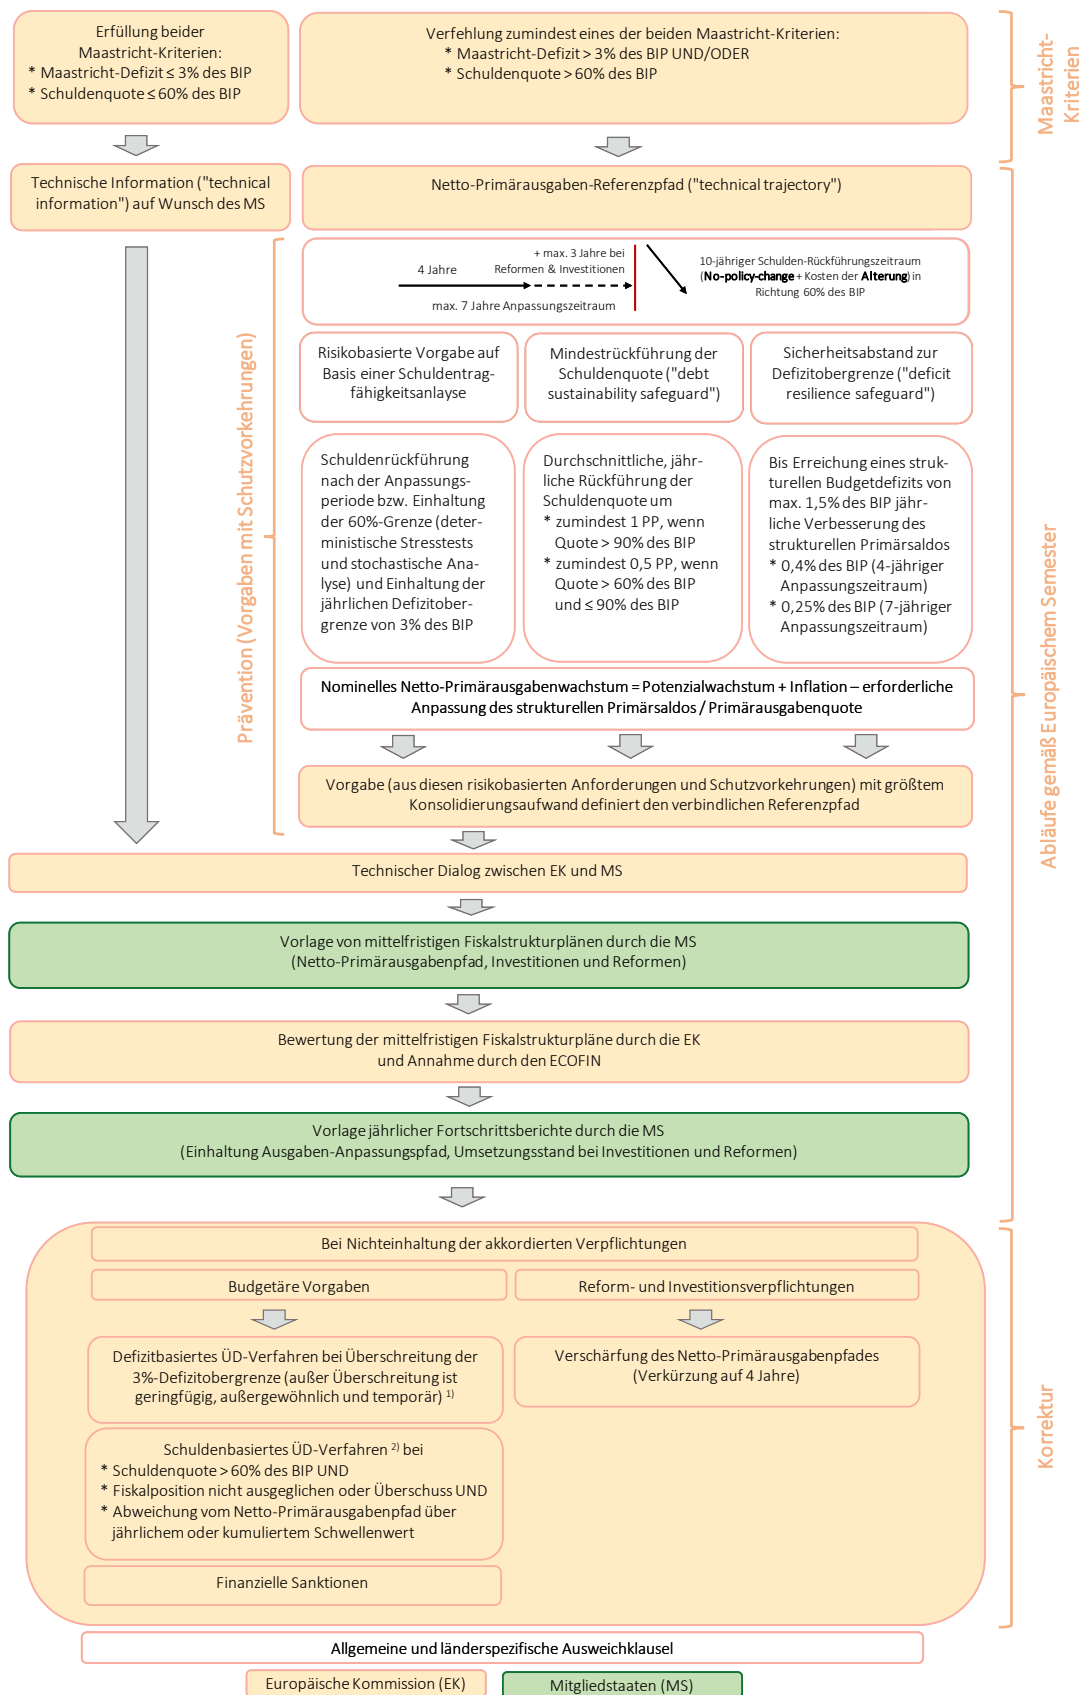 Erfüllung beider
Maastricht-Kriterien:
* Maastricht-Defizit ≤ 3% des BIP
* Schuldenquote ≤ 60% des BIP
Verfehlung zumindest eines der beiden Maastricht-Kriterien:
* Maastricht-Defizit > 3% des BIP UND/ODER
* Schuldenquote > 60% des BIP
Maastricht-
Kriterien
Technische Information ("technical
information") auf Wunsch des MS
Netto-Primärausgaben-Referenzpfad ("technical trajectory")
4 Jahre
+ max. 3 Jahre bei
Reformen & Investitionen
max. 7 Jahre Anpassungszeitraum
10-jähriger Schulden-Rückführungszeitraum
(No-policy-change + Kosten der Alterung) in
Richtung 60% des BIP
Risikobasierte Vorgabe auf
Basis einer Schuldentrag-
fähigkeitsanlayse
Mindestrückführung der
Schuldenquote ("debt
sustainability safeguard")
Sicherheitsabstand zur
Defizitobergrenze ("deficit
resilience safeguard")
Schuldenrückführung
nach der Anpassungs-
periode bzw. Einhaltung
der 60%-Grenze (deter-
ministische Stresstests
und stochastische Ana-
lyse) und Einhaltung der
jährlichen Defizitober-
grenze von 3% des BIP
Durchschnittliche, jähr-
liche Rückführung der
Schuldenquote um
* zumindest 1 PP, wenn
Quote > 90% des BIP
* zumindest 0,5 PP, wenn
Quote > 60% des BIP
und ≤ 90% des BIP
Bis Erreichung eines struk-
turellen Budgetdefizits von
max. 1,5% des BIP jähr-
liche Verbesserung des
strukturellen Primärsaldos
* 0,4% des BIP (4-jähriger
Anpassungszeitraum)
* 0,25% des BIP (7-jähriger
Anpassungszeitraum)
Nominelles Netto-Primärausgabenwachstum = Potenzialwachstum + Inflation – erforderliche
Anpassung des strukturellen Primärsaldos / Primärausgabenquote
Vorgabe (aus diesen risikobasierten Anforderungen und Schutzvorkehrungen) mit größtem
Konsolidierungsaufwand definiert den verbindlichen Referenzpfad
Prävention (Vorgaben mit Schutzvorkehrungen)
Technischer Dialog zwischen EK und MS
Vorlage von mittelfristigen Fiskalstrukturplänen durch die MS
(Netto-Primärausgabenpfad, Investitionen und Reformen)
Bewertung der mittelfristigen Fiskalstrukturpläne durch die EK
und Annahme durch den ECOFIN
Vorlage jährlicher Fortschrittsberichte durch die MS
(Einhaltung Ausgaben-Anpassungspfad, Umsetzungsstand bei Investitionen und Reformen)
Abläufe gemäß Europäischem Semester
Bei Nichteinhaltung der akkordierten Verpflichtungen
Budgetäre Vorgaben
Reform- und Investitionsverpflichtungen
Defizitbasiertes ÜD-Verfahren bei Überschreitung der
3%-Defizitobergrenze (außer Überschreitung ist
geringfügig, außergewöhnlich und temporär) 1)
Verschärfung des Netto-Primärausgabenpfades
(Verkürzung auf 4 Jahre)
Schuldenbasiertes ÜD-Verfahren 2) bei
* Schuldenquote > 60% des BIP UND
* Fiskalposition nicht ausgeglichen oder Überschuss UND
* Abweichung vom Netto-Primärausgabenpfad über
jährlichem oder kumuliertem Schwellenwert
Finanzielle Sanktionen
Korrektur
Allgemeine und länderspezifische Ausweichklausel
Europäische Kommission (EK)
Mitgliedstaaten (MS)